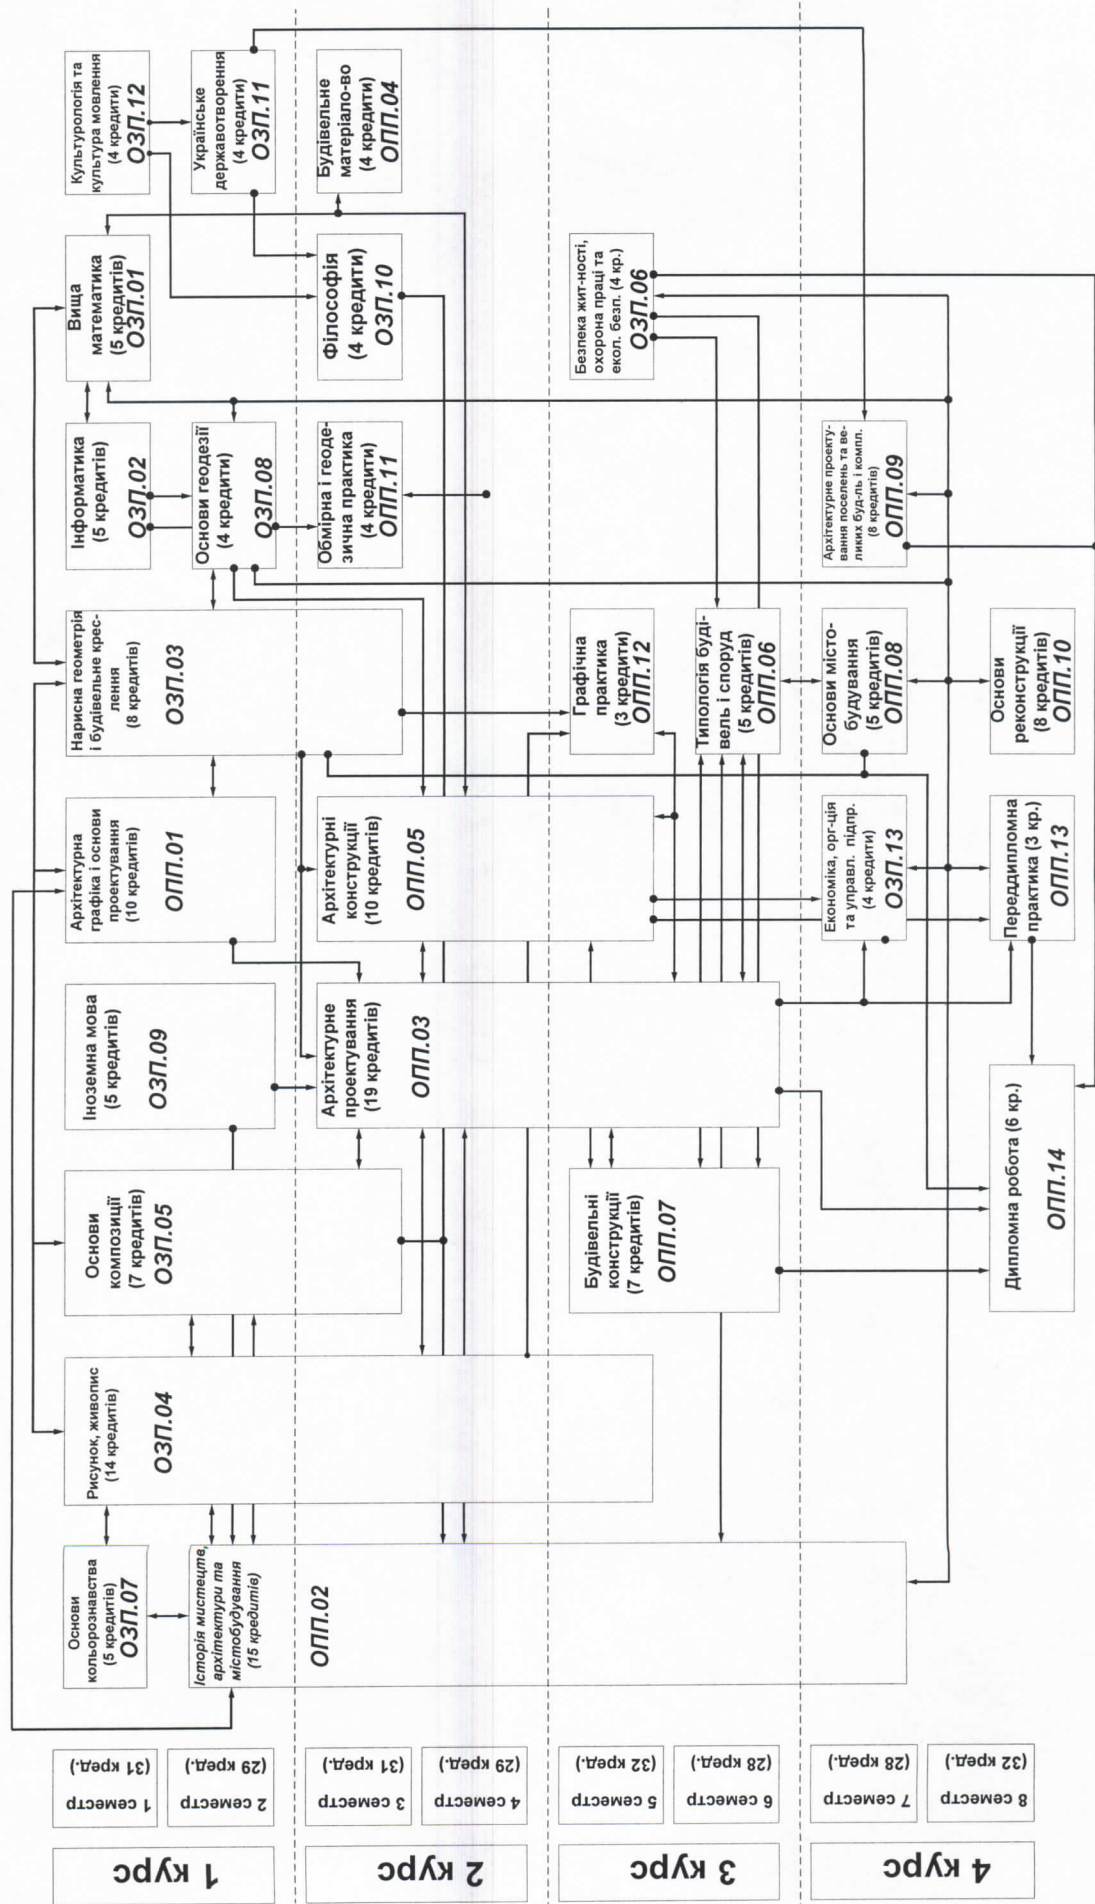 1 курс
1 семестр (31 кред.)
2 семестр (29 кред.)
2 курс
3 семестр (31 кред.)
4 семестр (29 кред.)
3 курс
5 семестр (32 кред.)
6 семестр (28 кред.)
4 курс
7 семестр (28 кред.)
8 семестр (32 кред.)
Основи
кольорознавства
(5 кредитів)
ОЗП.07
Історія мистецтв,
архітектури та
містобудування
(15 кредитів)
ОПП.02
Рисунок, живопис
(14 кредитів)
ОЗП.04
Основи
композиції
(7 кредитів)
ОЗП.05
Іноземна мова
(5 кредитів)
ОЗП.09
Архітектурна
графіка і основи
проектування
(10 кредитів)
ОПП.01
Нарисна геометрія
і будівельне крес-
лення
(8 кредитів)
ОЗП.03
Інформатика
(5 кредитів)
ОЗП.02
Основи геодезії
(4 кредити)
ОЗП.08
Вища
математика
(5 кредитів)
ОЗП.01
Культурологія та
культура мовлення
(4 кредити)
ОЗП.12
Українське
державотворення
(4 кредити)
ОЗП.11
Архітектурне
проектування
(19 кредитів)
ОПП.03
Архітектурні
конструкції
(10 кредитів)
ОПП.05
Обмірна і геоде-
зична практика
(4 кредити)
ОПП.11
Філософія
(4 кредити)
ОЗП.10
Будівельне
матеріало-во
(4 кредити)
ОПП.04
Будівельні
конструкції
(7 кредитів)
ОПП.07
Графічна
практика
(3 кредити)
ОПП.12
Типологія буді-
вель і споруд
(5 кредитів)
ОПП.06
Безпека жит-ності,
охорона праці та
екол. безп. (4 кр.)
ОЗП.06
Економіка, орг-ція
та управл. підпр.
(4 кредити)
ОЗП.13
Основи місто-
будування
(5 кредитів)
ОПП.08
Архітектурне проекту-
вання поселень та ве-
ликих буд-ль і компл.
(8 кредитів)
ОПП.09
Дипломна робота (6 кр.)
ОПП.14
Переддипломна
практика (3 кр.)
ОПП.13
Основи
реконструкції
(8 кредитів)
ОПП.10